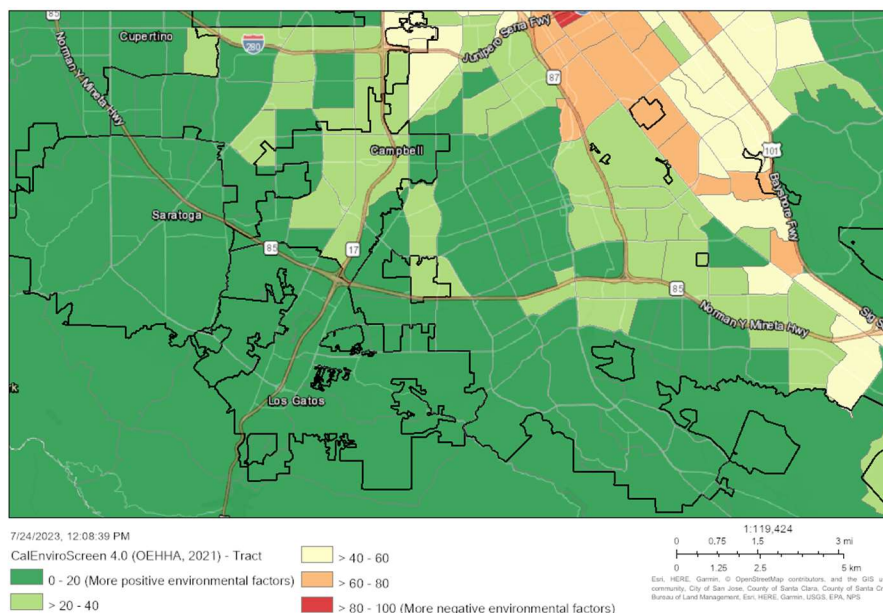 85
Cupertino
280
Junipero Serra Fwy
Norman Y. Mineta Hwy
87
101
Campbell
Bayshore Fwy
Saratoga
85
17
85
Norman Y. Mineta Hwy
Los Gatos
7/24/2023, 12:08:39 PM
CalEnviroScreen 4.0 (OEHHA, 2021) - Tract
0 - 20 (More positive environmental factors)
> 20 - 40
> 40 - 60
> 60 - 80
> 80 - 100 (More negative environmental factors)
1:119,424
0 0.75 1.5 3 mi
0 1.25 2.5 5 km
Esri, HERE, Garmin, © OpenStreetMap contributors, and the GIS u
community, City of San Jose, County of Santa Clara, County of Santa C
Bureau of Land Management, Esri, HERE, Garmin, USGS, EPA, NPS